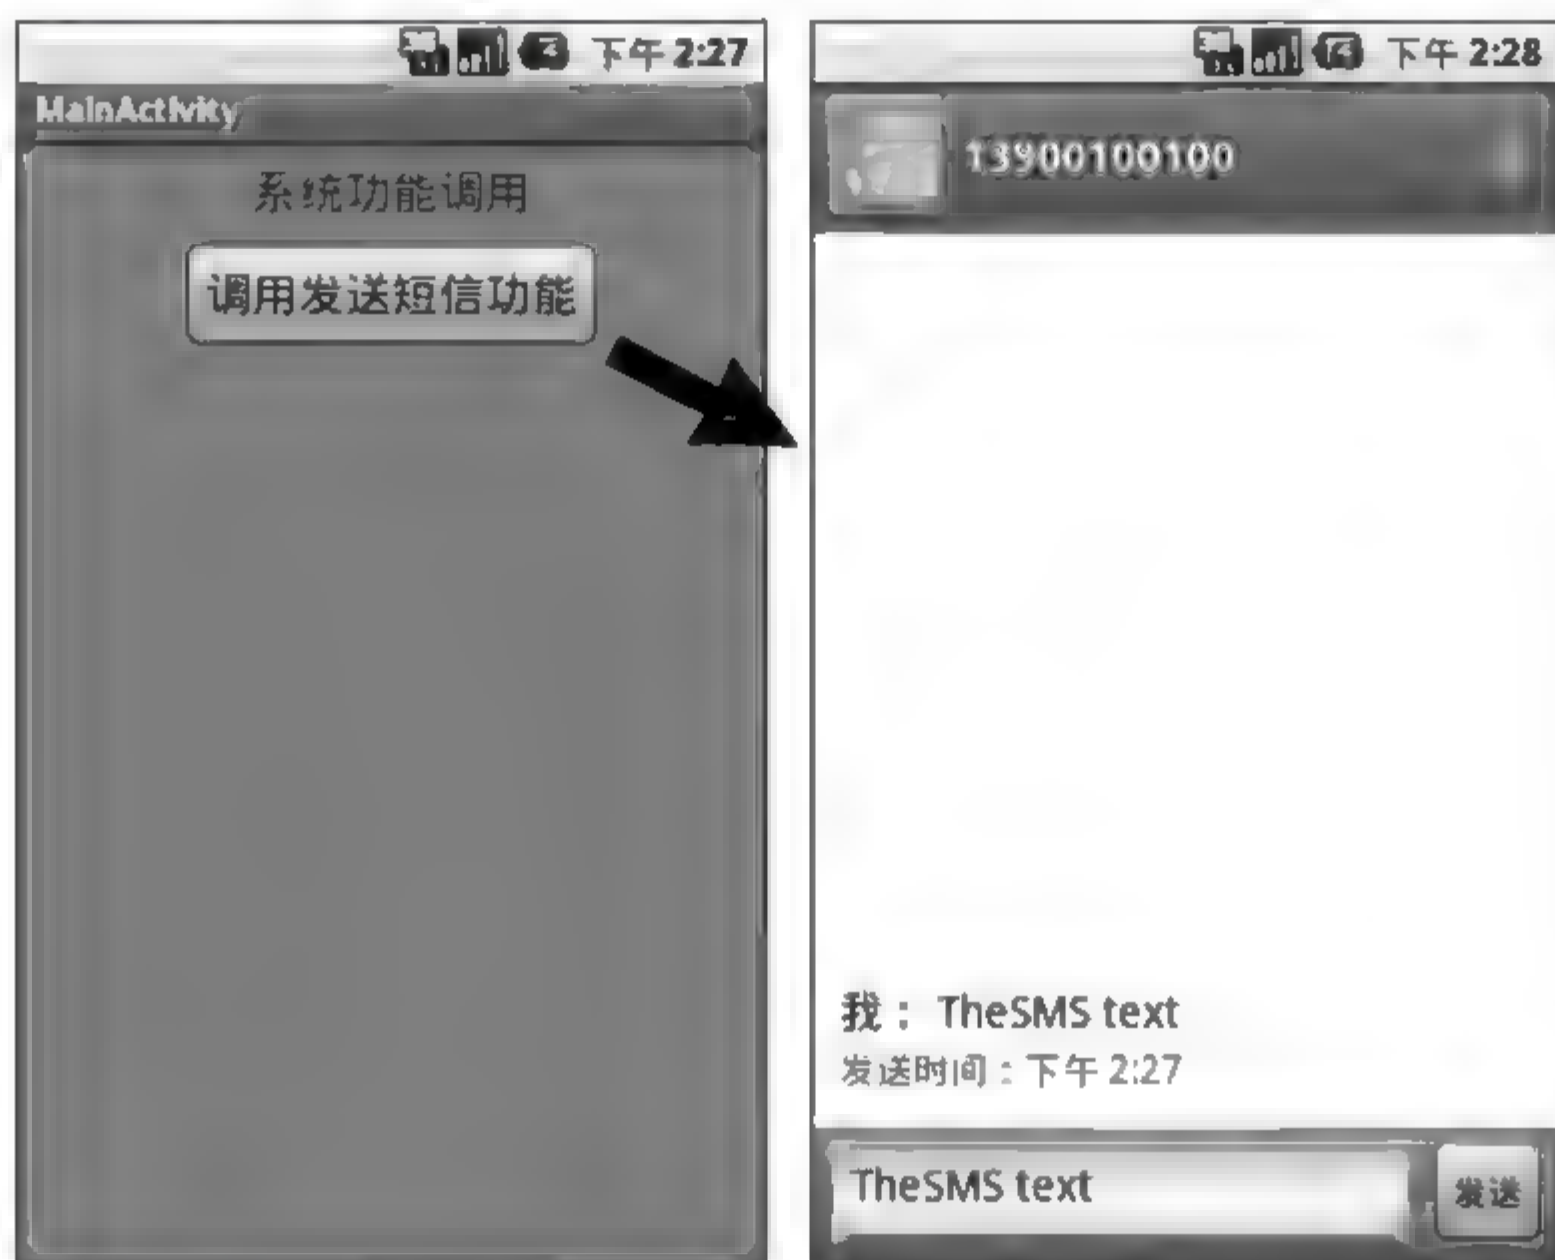 下午 2:27
MainActivity
系统功能调用
调用发送短信功能
下午 2:28
13900100100
我： TheSMS text
发送时间：下午 2:27
TheSMS text
发送